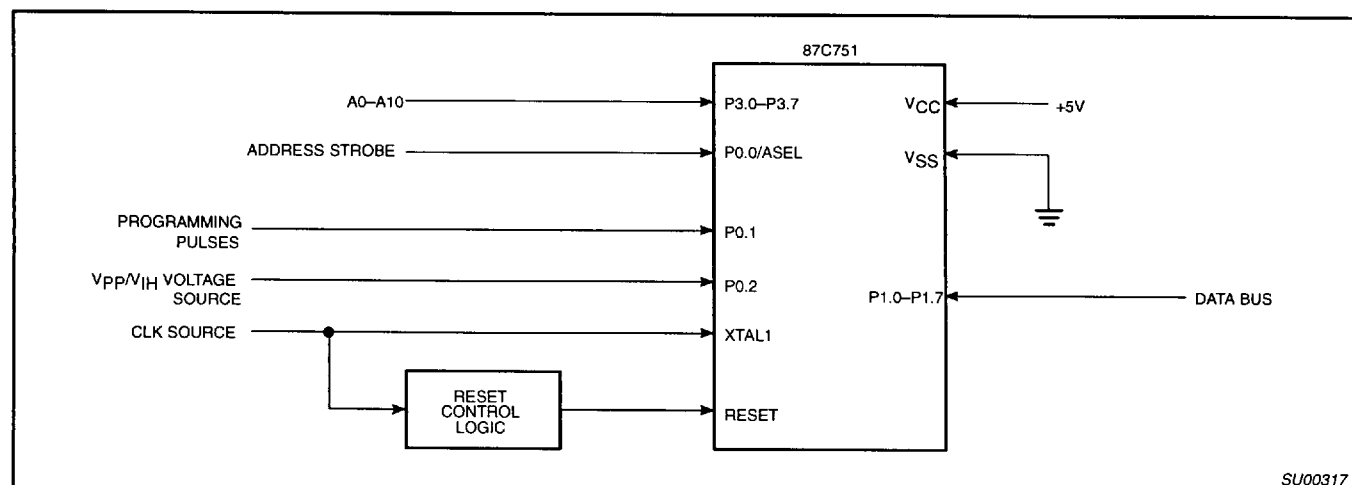 87C751
A0–A10
P3.0–P3.7
VCC
+5V
ADDRESS STROBE
P0.0/ASEL
VSS
PROGRAMMING
PULSES
P0.1
VPP/VIH VOLTAGE
SOURCE
P0.2
P1.0–P1.7
DATA BUS
CLK SOURCE
XTAL1
RESET
CONTROL
LOGIC
RESET
SU00317